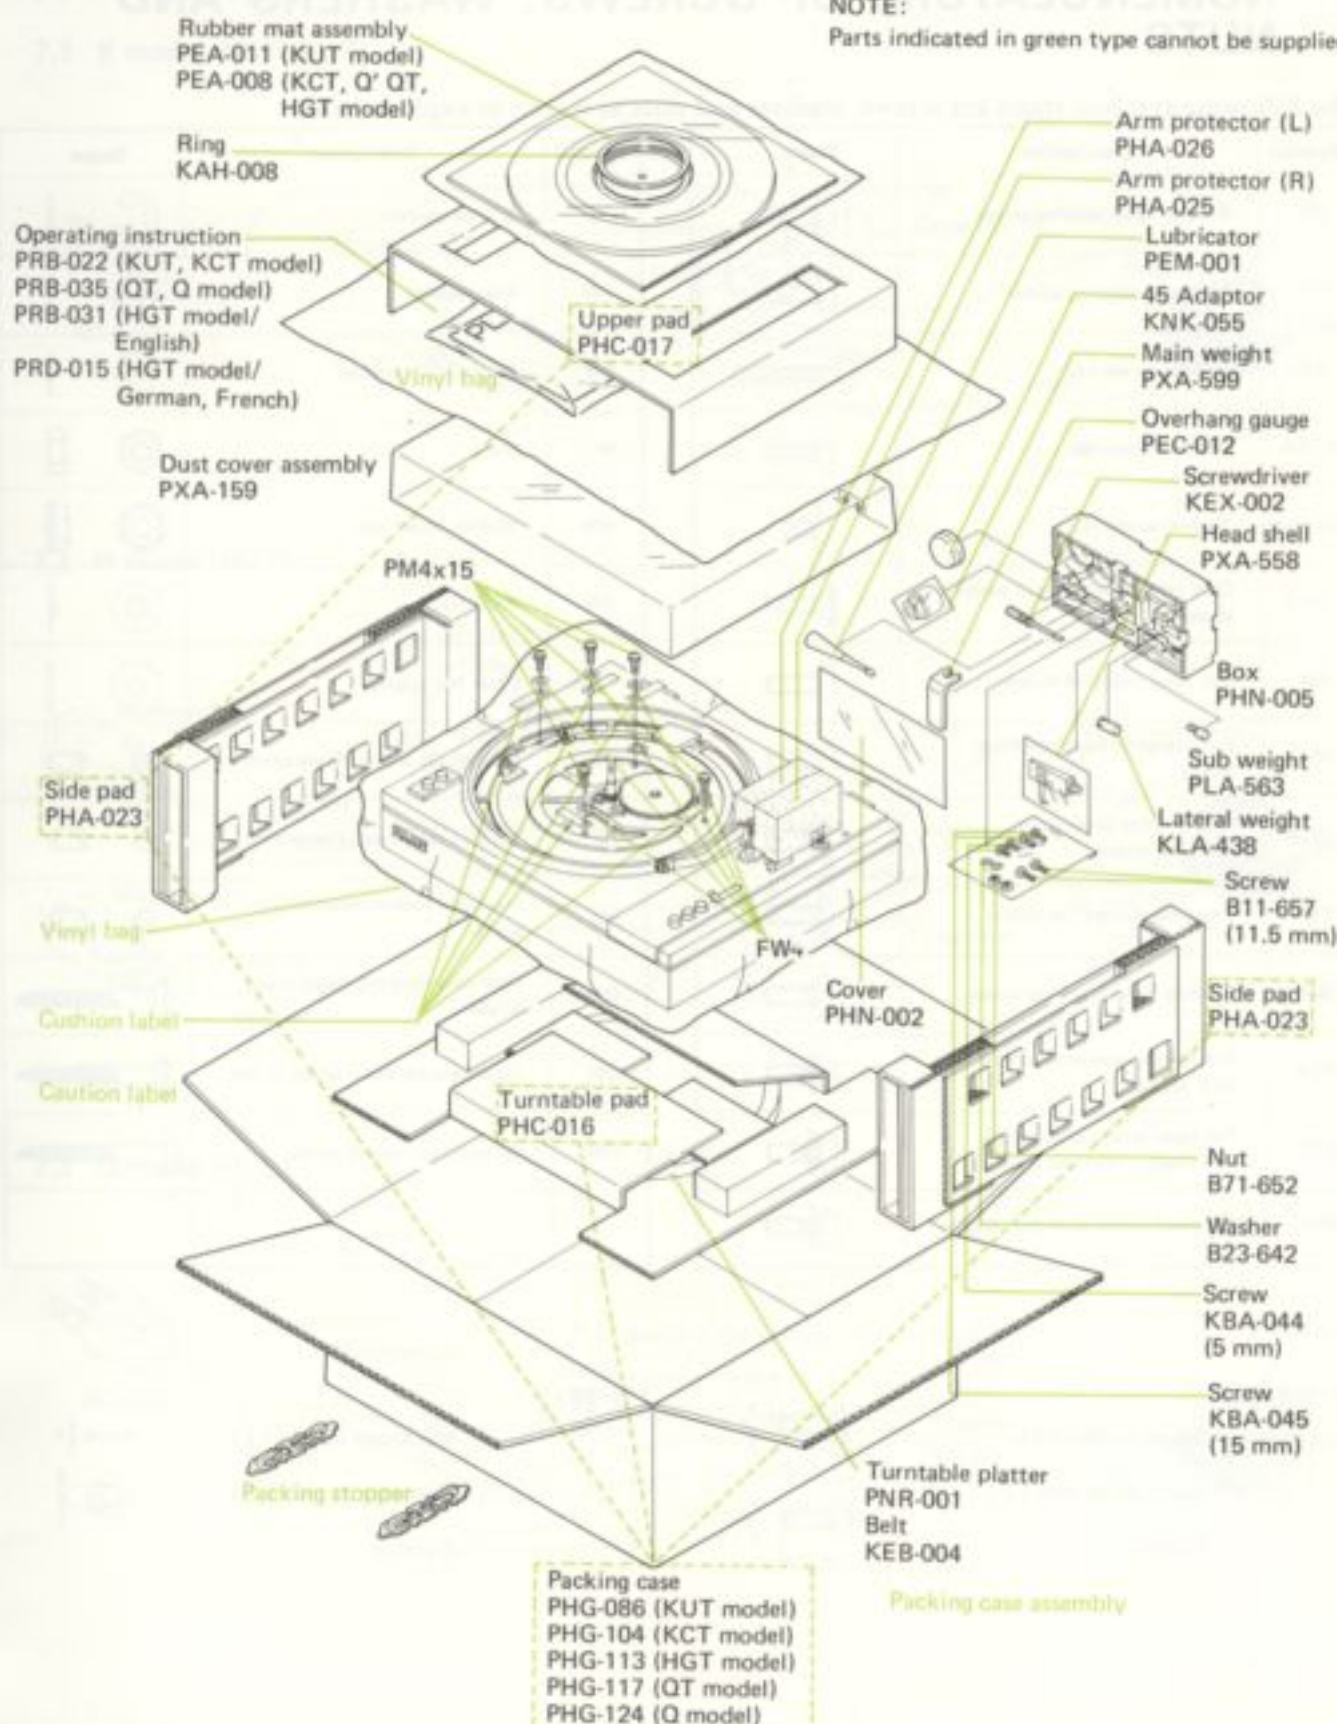 NOTE:
Parts indicated in green type cannot be supplie
Rubber mat assembly
PEA-011 (KUT model)
PEA-008 (KCT, Q' QT,
HGT model)
Ring
KAH-008
Operating instruction
PRB-022 (KUT, KCT model)
PRB-035 (QT, Q model)
PRB-031 (HGT model/
English)
PRD-015 (HGT model/
German, French)
Upper pad
PHC-017
Vinyl bag
Dust cover assembly
PXA-159
PM4x15
Arm protector (L)
PHA-026
Arm protector (R)
PHA-025
Lubricator
PEM-001
45 Adaptor
KNK-055
Main weight
PXA-599
Overhang gauge
PEC-012
Screwdriver
KEX-002
Head shell
PXA-558
Box
PHN-005
Sub weight
PLA-563
Lateral weight
KLA-438
Screw
B11-657
(11.5 mm)
Side pad
PHA-023
Vinyl bag
Cushion label
Caution label
FW4
Cover
PHN-002
Side pad
PHA-023
Turntable pad
PHC-016
Nut
B71-652
Washer
B23-642
Screw
KBA-044
(5 mm)
Screw
KBA-045
(15 mm)
Packing stopper
Turntable platter
PNR-001
Belt
KEB-004
Packing case
PHG-086 (KUT model)
PHG-104 (KCT model)
PHG-113 (HGT model)
PHG-117 (QT model)
PHG-124 (Q model)
Packing case assembly